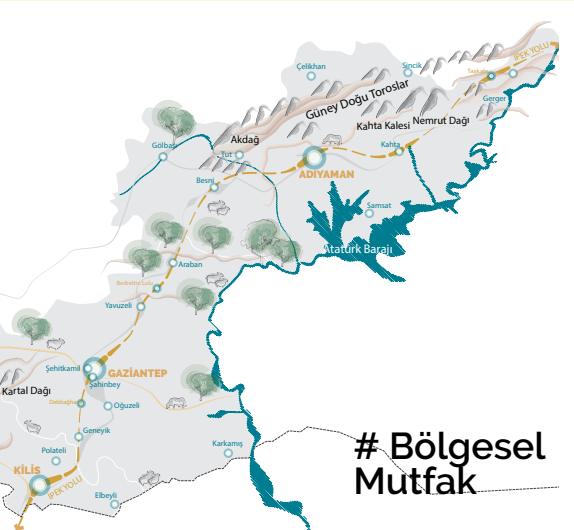 İPEK YOLU
Çelikhan
Sincik
Taşkale
Güney Doğu Toroslar
Gerger
Kahta Kalesi
Nemrut Dağı
Akdağ
Gölbaşı
Tut
Kahta
ADIYAMAN
Besni
Samsat
Atatürk Barajı
Araban
Yavuzeli
Şehitkamil
GAZİANTEP
Şahinbey
Kartal Dağı
Oğuzeli
Geneyik
Karkamış
# Bölgesel
Mutfak
Polateli
KİLİS
İPEK YOLU
Elbeyli